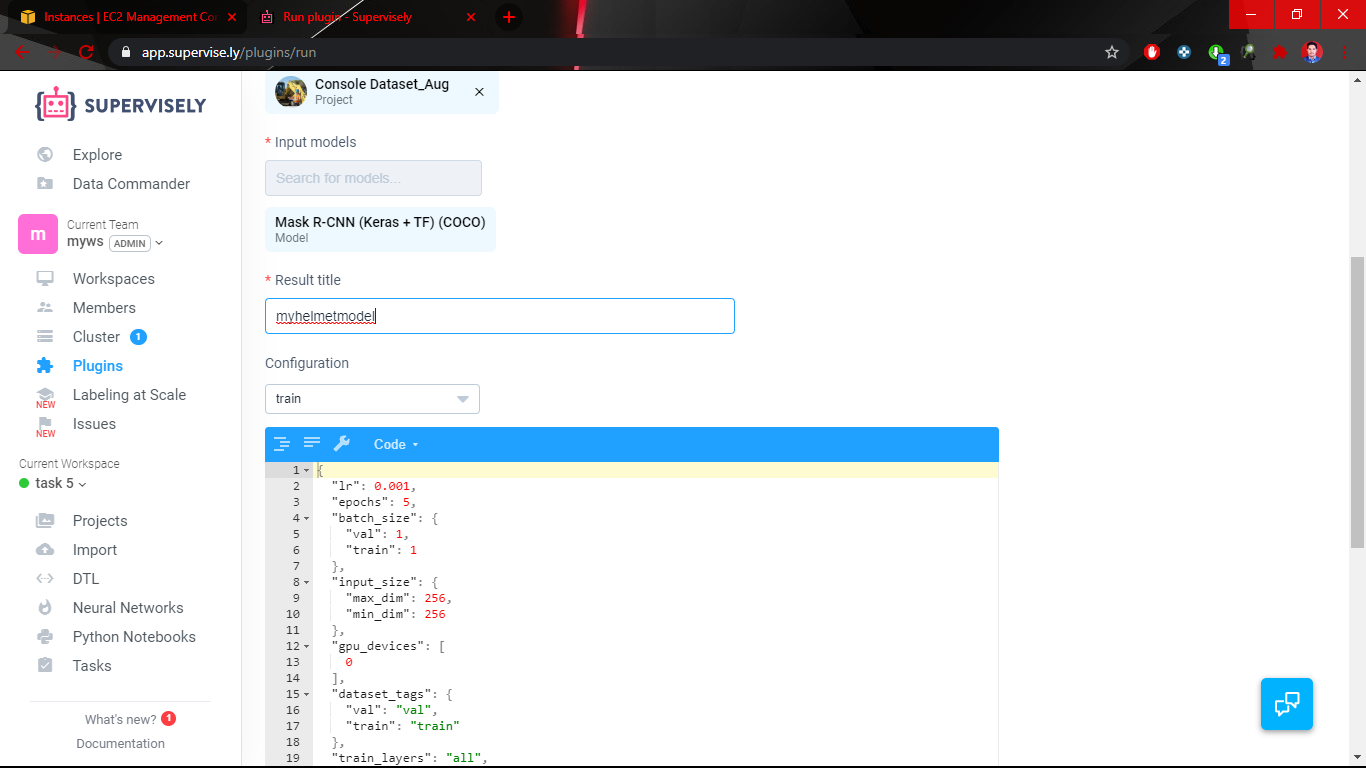 Instances | EC2 Management Co
Run plugin - Supervisely
app.supervise.ly/plugins/run
2
SUPERVISELY
Explore
Data Commander
m
Current Team
myws ADMIN
Workspaces
Members
Cluster 1
Plugins
Labeling at Scale
NEW
Issues
NEW
Current Workspace
task 5
Projects
Import
DTL
Neural Networks
Python Notebooks
Tasks
What's new? 1
Documentation
Console Dataset_Aug
Project
* Input models
Search for models...
Mask R-CNN (Keras + TF) (COCO)
Model
* Result title
myhelmetmodel
Configuration
train
Code
1 {
2 "lr": 0.001,
3 "epochs": 5,
4 "batch_size": {
5 "val": 1,
6 "train": 1
7 },
8 "input_size": {
9 "max_dim": 256,
10 "min_dim": 256
11 },
12 "gpu_devices": [
13 0
14 ],
15 "dataset_tags": {
16 "val": "val",
17 "train": "train"
18 },
19 "train_layers": "all",